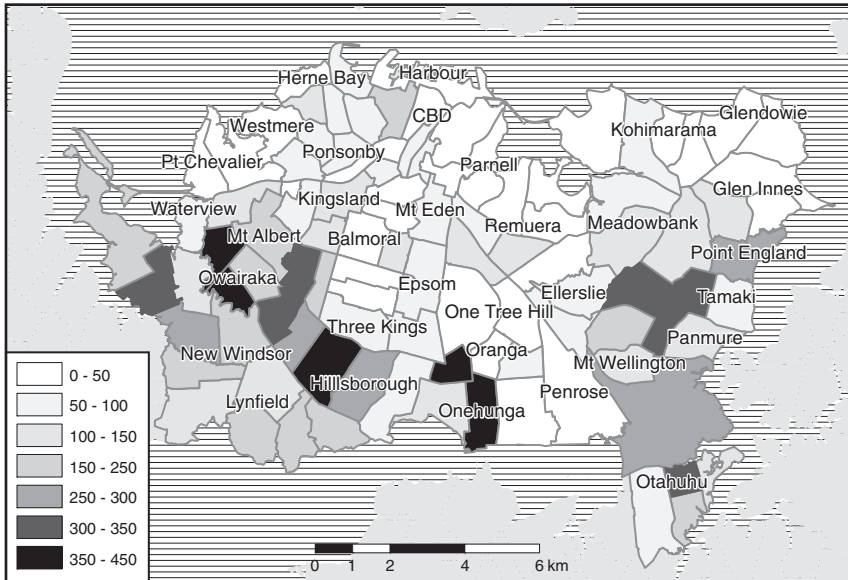 Herne Bay
Harbour
Westmere
CBD
Kohimarama
Glendowie
Ponsonby
Pt Chevalier
Parnell
Glen Innes
Kingsland
Waterview
Mt Eden
Mt Albert
Balmoral
Remuera
Meadowbank
Point England
Owairaka
Epsom
Ellerslie
Tamaki
One Tree Hill
Three Kings
Panmure
New Windsor
Oranga
Mt Wellington
Hilllsborough
Lynfield
Onehunga
Penrose
Otahuhu
0 - 50
50 - 100
100 - 150
150 - 250
250 - 300
300 - 350
350 - 450
0 1 2 4 6 km